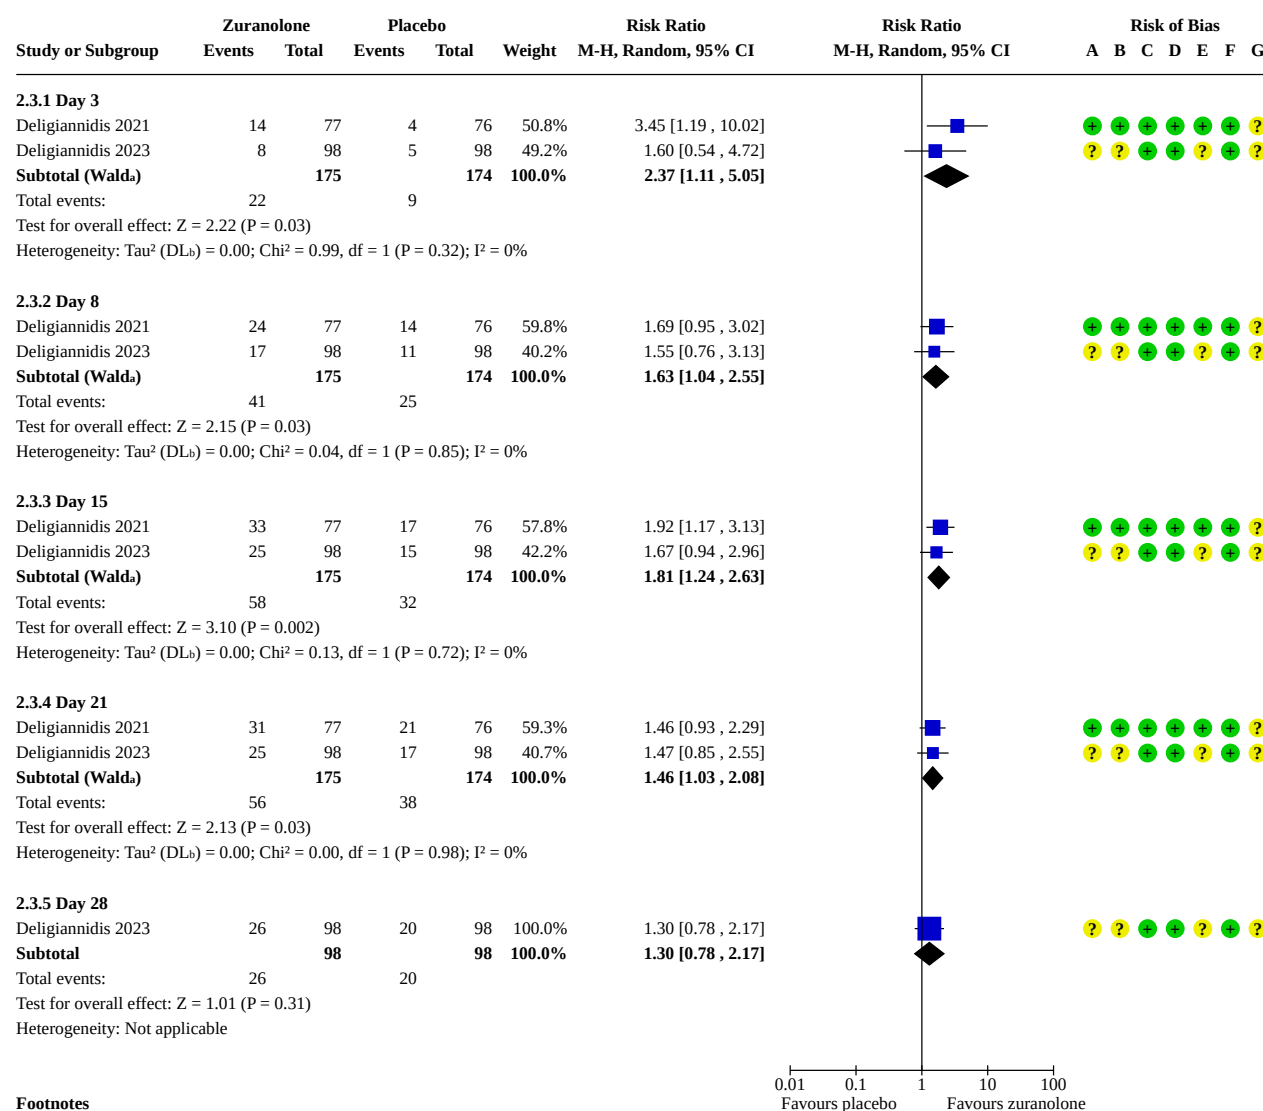 Zuranolone Placebo Risk Ratio Risk Ratio Risk of Bias
Study or Subgroup Events Total Events Total Weight M-H, Random, 95% CI M-H, Random, 95% CI A B C D E F G
2.3.1 Day 3
Deligiannidis 2021 14 77 4 76 50.8% 3.45 [1.19 , 10.02] + + + + + + ?
Deligiannidis 2023 8 98 5 98 49.2% 1.60 [0.54 , 4.72] ? ? + + ? + ?
Subtotal (Walda) 175 174 100.0% 2.37 [1.11 , 5.05]
Total events: 22 9
Test for overall effect: Z = 2.22 (P = 0.03)
Heterogeneity: Tau² (DLb) = 0.00; Chi² = 0.99, df = 1 (P = 0.32); I² = 0%
2.3.2 Day 8
Deligiannidis 2021 24 77 14 76 59.8% 1.69 [0.95 , 3.02] + + + + + + ?
Deligiannidis 2023 17 98 11 98 40.2% 1.55 [0.76 , 3.13] ? ? + + ? + ?
Subtotal (Walda) 175 174 100.0% 1.63 [1.04 , 2.55]
Total events: 41 25
Test for overall effect: Z = 2.15 (P = 0.03)
Heterogeneity: Tau² (DLb) = 0.00; Chi² = 0.04, df = 1 (P = 0.85); I² = 0%
2.3.3 Day 15
Deligiannidis 2021 33 77 17 76 57.8% 1.92 [1.17 , 3.13] + + + + + + ?
Deligiannidis 2023 25 98 15 98 42.2% 1.67 [0.94 , 2.96] ? ? + + ? + ?
Subtotal (Walda) 175 174 100.0% 1.81 [1.24 , 2.63]
Total events: 58 32
Test for overall effect: Z = 3.10 (P = 0.002)
Heterogeneity: Tau² (DLb) = 0.00; Chi² = 0.13, df = 1 (P = 0.72); I² = 0%
2.3.4 Day 21
Deligiannidis 2021 31 77 21 76 59.3% 1.46 [0.93 , 2.29] + + + + + + ?
Deligiannidis 2023 25 98 17 98 40.7% 1.47 [0.85 , 2.55] ? ? + + ? + ?
Subtotal (Walda) 175 174 100.0% 1.46 [1.03 , 2.08]
Total events: 56 38
Test for overall effect: Z = 2.13 (P = 0.03)
Heterogeneity: Tau² (DLb) = 0.00; Chi² = 0.00, df = 1 (P = 0.98); I² = 0%
2.3.5 Day 28
Deligiannidis 2023 26 98 20 98 100.0% 1.30 [0.78 , 2.17] ? ? + + ? + ?
Subtotal 98 98 100.0% 1.30 [0.78 , 2.17]
Total events: 26 20
Test for overall effect: Z = 1.01 (P = 0.31)
Heterogeneity: Not applicable
0.01 0.1 1 10 100
Footnotes Favours placebo Favours zuranolone